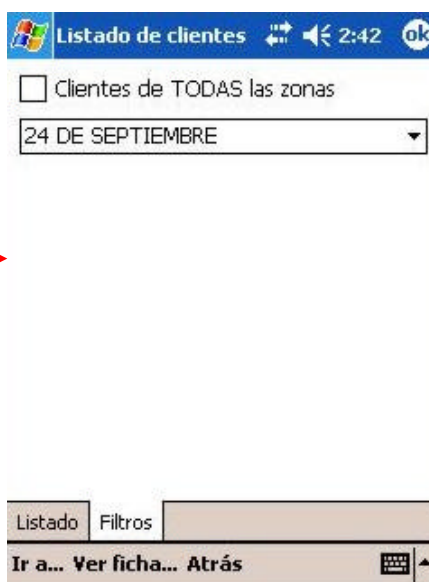 Listado de clientes 2:42 ok
Clientes de TODAS las zonas
24 DE SEPTIEMBRE
Listado Filtros
Ir a... Ver ficha... Atrás